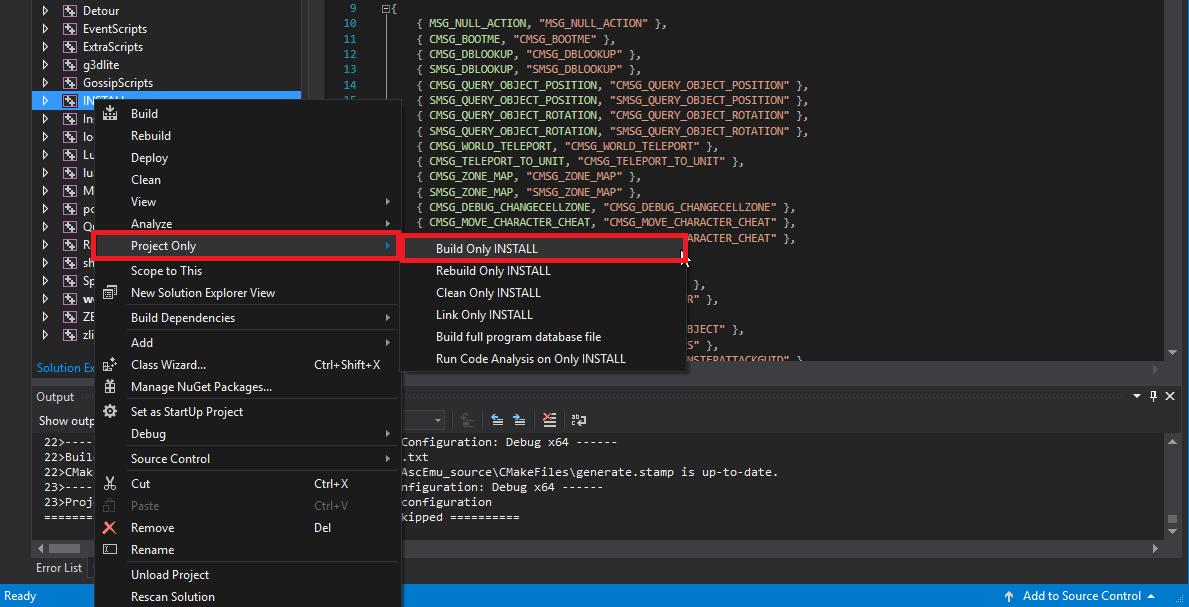 Detour
EventScripts
ExtraScripts
g3dlite
GossipScripts
INSTALL
9 {
10 { MSG_NULL_ACTION, "MSG_NULL_ACTION" },
11 { CMSG_BOOTME, "CMSG_BOOTME" },
12 { CMSG_DBLOOKUP, "CMSG_DBLOOKUP" },
13 { SMSG_DBLOOKUP, "SMSG_DBLOOKUP" },
14 { CMSG_QUERY_OBJECT_POSITION, "CMSG_QUERY_OBJECT_POSITION" },
15 { SMSG_QUERY_OBJECT_POSITION, "SMSG_QUERY_OBJECT_POSITION" },
{ CMSG_QUERY_OBJECT_ROTATION, "CMSG_QUERY_OBJECT_ROTATION" },
{ SMSG_QUERY_OBJECT_ROTATION, "SMSG_QUERY_OBJECT_ROTATION" },
{ CMSG_WORLD_TELEPORT, "CMSG_WORLD_TELEPORT" },
{ CMSG_TELEPORT_TO_UNIT, "CMSG_TELEPORT_TO_UNIT" },
{ CMSG_ZONE_MAP, "CMSG_ZONE_MAP" },
{ SMSG_ZONE_MAP, "SMSG_ZONE_MAP" },
{ CMSG_DEBUG_CHANGECELLZONE, "CMSG_DEBUG_CHANGECELLZONE" },
{ CMSG_MOVE_CHARACTER_CHEAT, "CMSG_MOVE_CHARACTER_CHEAT" },
ARACTER_CHEAT" },
},
R" },
BJECT" },
S" },
Build
Rebuild
Deploy
Clean
View
Analyze
Project Only
Scope to This
New Solution Explorer View
Build Dependencies
Add
Class Wizard... Ctrl+Shift+X
Manage NuGet Packages...
Set as StartUp Project
Debug
Source Control
Cut Ctrl+X
Paste Ctrl+V
Remove Del
Rename
Unload Project
Rescan Solution
Build Only INSTALL
Rebuild Only INSTALL
Clean Only INSTALL
Link Only INSTALL
Build full program database file
Run Code Analysis on Only INSTALL
Solution Ex
Output
Show outp
22>---- Configuration: Debug x64 ------
22>Buil .txt
22>CMak AscEmu_source\CMakeFiles\generate.stamp is up-to-date.
23>---- nfiguration: Debug x64 ------
23>Proj configuration
====== kipped ==========
Error List
Ready
Add to Source Control